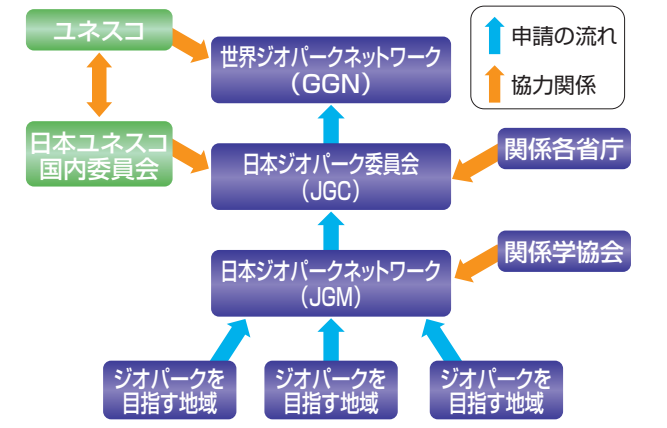 ユネスコ
世界ジオパークネットワーク
（GGN）
申請の流れ
協力関係
日本ユネスコ
国内委員会
日本ジオパーク委員会
（JGC）
関係各省庁
日本ジオパークネットワーク
（JGM）
関係学協会
ジオパークを
目指す地域
ジオパークを
目指す地域
ジオパークを
目指す地域